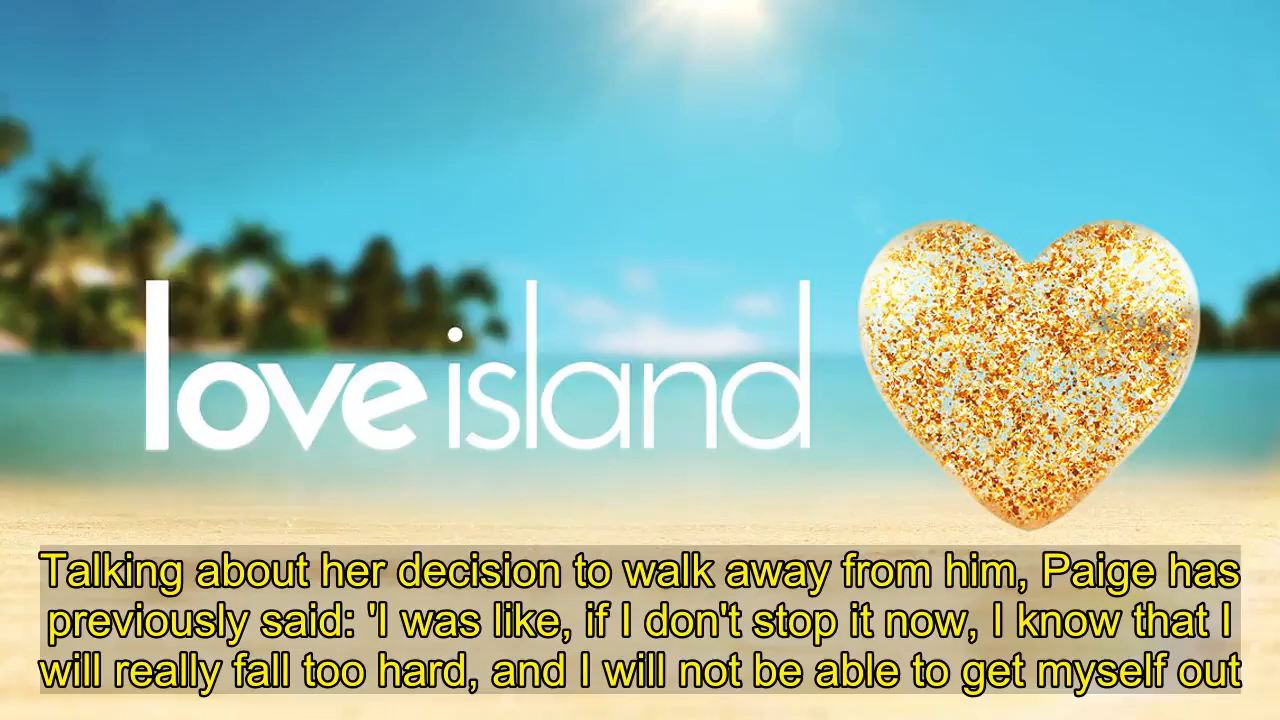 love island
Talking about her decision to walk away from him, Paige has
previously said: 'I was like, if I don't stop it now, I know that I
will really fall too hard, and I will not be able to get myself out